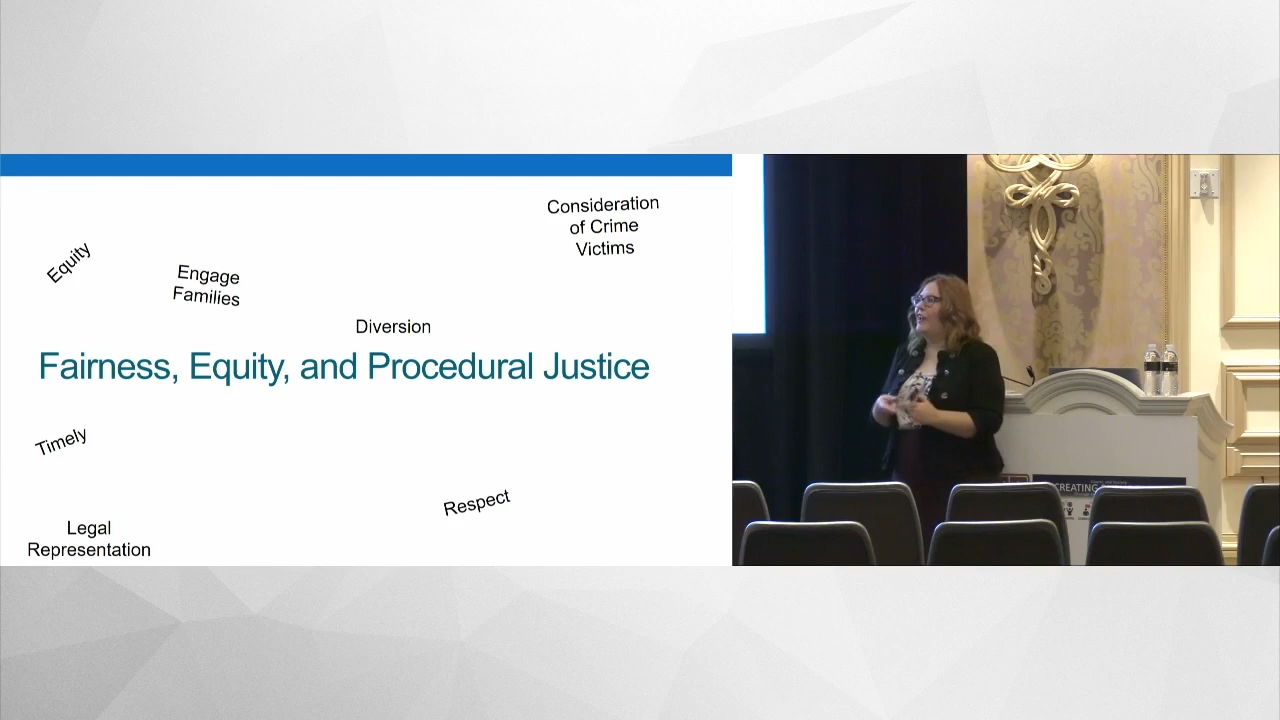 Consideration
of Crime
Victims
Equity
Engage
Families
Diversion
Fairness, Equity, and Procedural Justice
Timely
Respect
Legal
Representation
CREATING